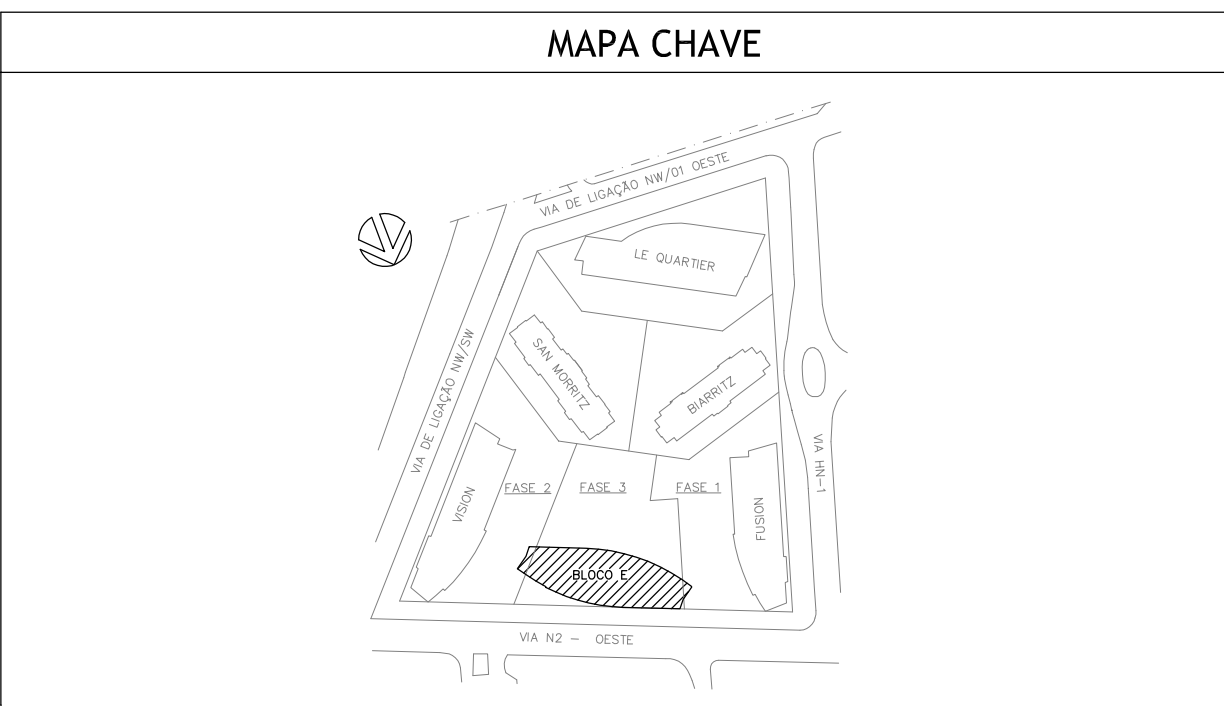 MAPA CHAVE
VIA DE LIGAÇÃO NW/01 OESTE
LE QUARTIER
VIA DE LIGAÇÃO NW/SW
SAN MORRITZ
BIARRITZ
VIA HN-1
VISION
FASE 2
FASE 3
FASE 1
FUSION
BLOCO E
VIA N2 - OESTE